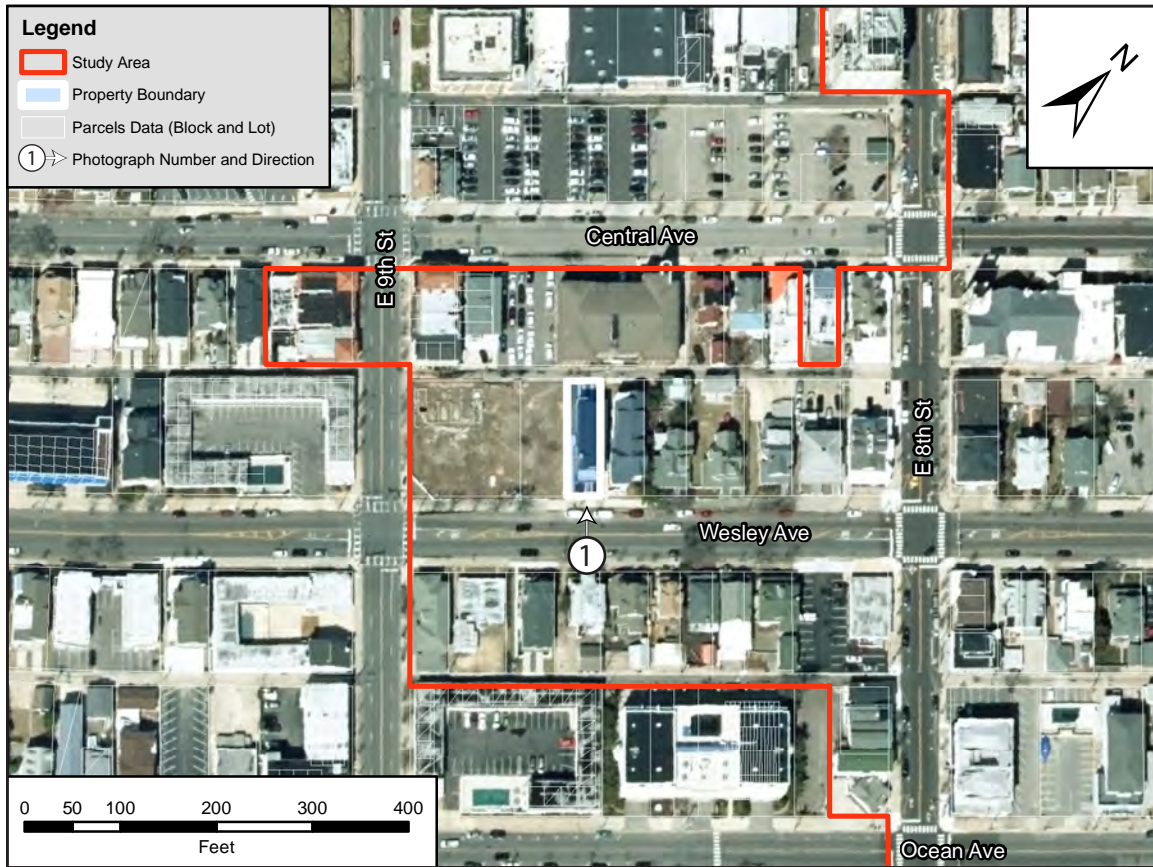 Legend
Study Area
Property Boundary
Parcels Data (Block and Lot)
1 Photograph Number and Direction
N
Central Ave
E 9th St
E 8th St
Wesley Ave
1
0 50 100 200 300 400
Feet
Ocean Ave